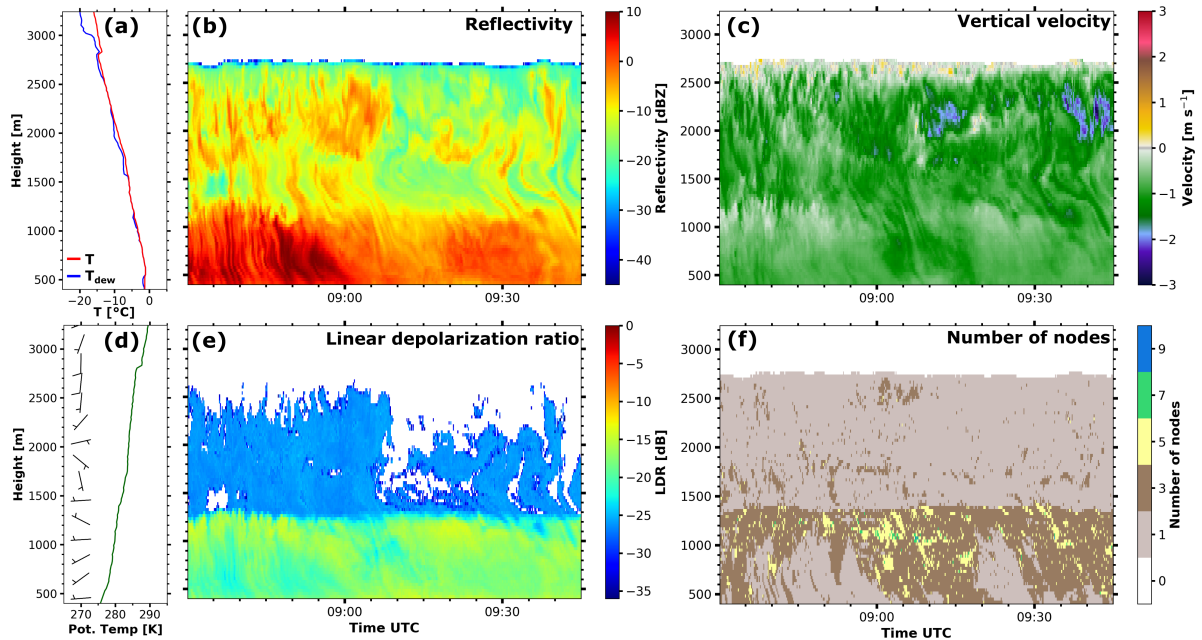 (a)
3000
2500
2000
1500
1000
500
Height [m]
T
T_dew
−20 −10 0
T [°C]
(b) Reflectivity
09:00 09:30
10
0
−10
−20
−30
−40
Reflectivity [dBZ]
(c) Vertical velocity
3000
2500
2000
1500
1000
500
09:00 09:30
3
2
1
0
−1
−2
−3
Velocity [m s⁻¹]
(d)
3000
2500
2000
1500
1000
500
Height [m]
270 280 290
Pot. Temp [K]
(e) Linear depolarization ratio
09:00 09:30
Time UTC
0
−5
−10
−15
−20
−25
−30
−35
LDR [dB]
(f) Number of nodes
3000
2500
2000
1500
1000
500
09:00 09:30
Time UTC
9
7
5
3
1
0
Number of nodes